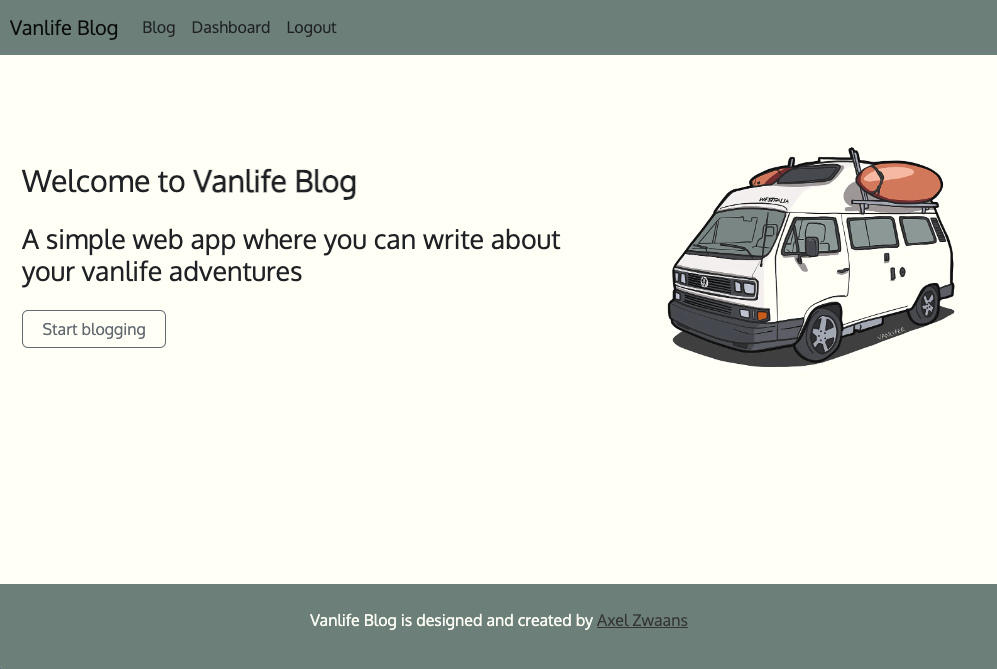 Vanlife Blog Blog Dashboard Logout
Welcome to Vanlife Blog
A simple web app where you can write about
your vanlife adventures
Start blogging
WESTFALIA
Vanlife Blog is designed and created by Axel Zwaans